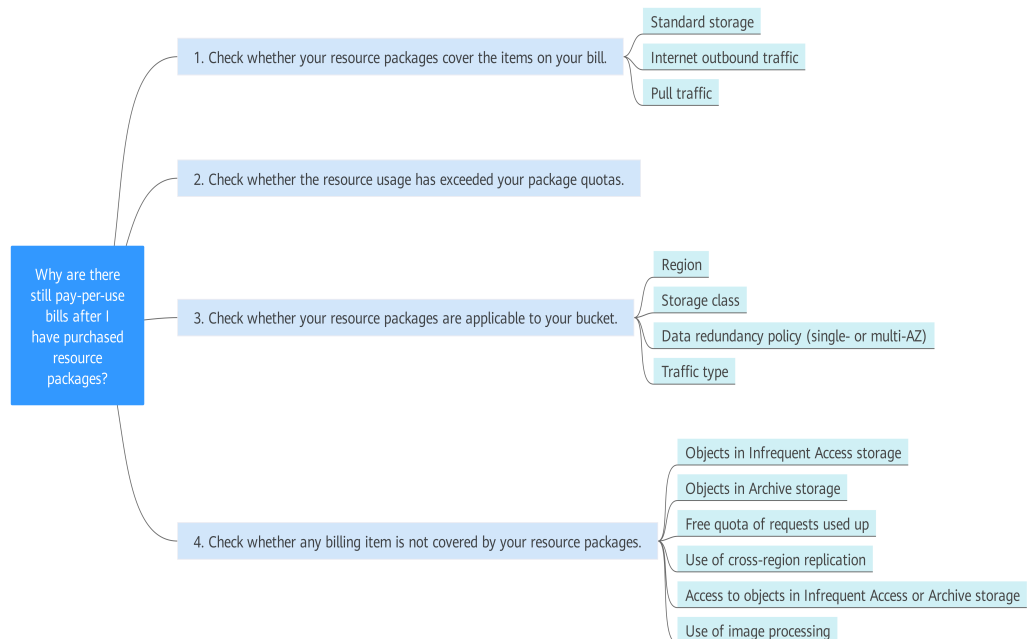 Standard storage
1. Check whether your resource packages cover the items on your bill.
Internet outbound traffic
Pull traffic
2. Check whether the resource usage has exceeded your package quotas.
Why are there
still pay-per-use
bills after I
have purchased
resource
packages?
Region
Storage class
3. Check whether your resource packages are applicable to your bucket.
Data redundancy policy (single- or multi-AZ)
Traffic type
Objects in Infrequent Access storage
Objects in Archive storage
Free quota of requests used up
4. Check whether any billing item is not covered by your resource packages.
Use of cross-region replication
Access to objects in Infrequent Access or Archive storage
Use of image processing